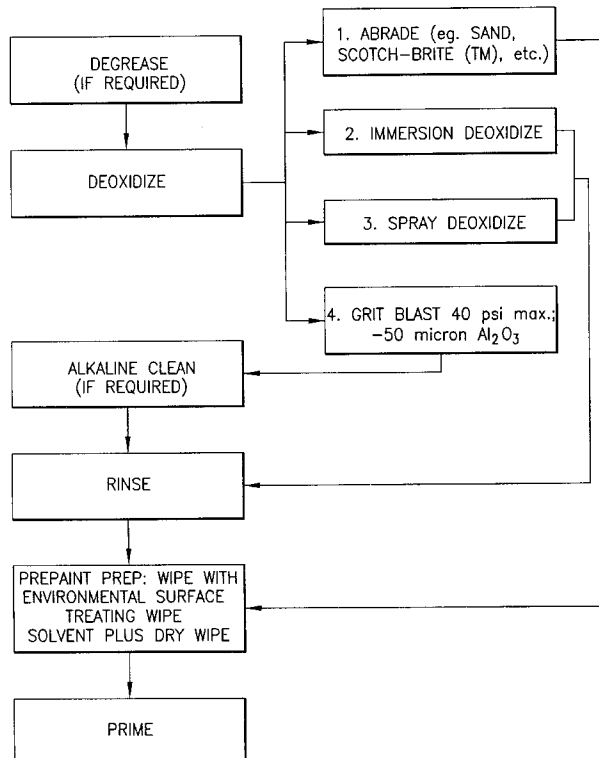 DEGREASE
(IF REQUIRED)
DEOXIDIZE
1. ABRADE (eg. SAND,
SCOTCH-BRITE (TM), etc.)
2. IMMERSION DEOXIDIZE
3. SPRAY DEOXIDIZE
4. GRIT BLAST 40 psi max.;
-50 micron Al₂O₃
ALKALINE CLEAN
(IF REQUIRED)
RINSE
PREPAINT PREP: WIPE WITH
ENVIRONMENTAL SURFACE
TREATING WIPE
SOLVENT PLUS DRY WIPE
PRIME